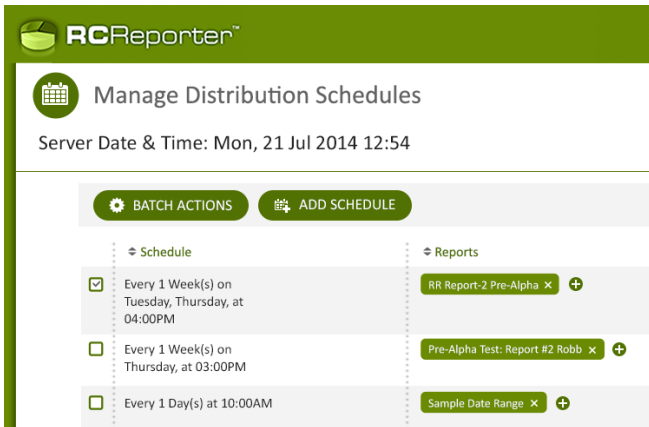 RCReporter™
Manage Distribution Schedules
Server Date & Time: Mon, 21 Jul 2014 12:54
BATCH ACTIONS ADD SCHEDULE
Schedule Reports
Every 1 Week(s) on
Tuesday, Thursday, at
04:00PM
RR Report-2 Pre-Alpha ×
Every 1 Week(s) on
Thursday, at 03:00PM
Pre-Alpha Test: Report #2 Robb ×
Every 1 Day(s) at 10:00AM
Sample Date Range ×